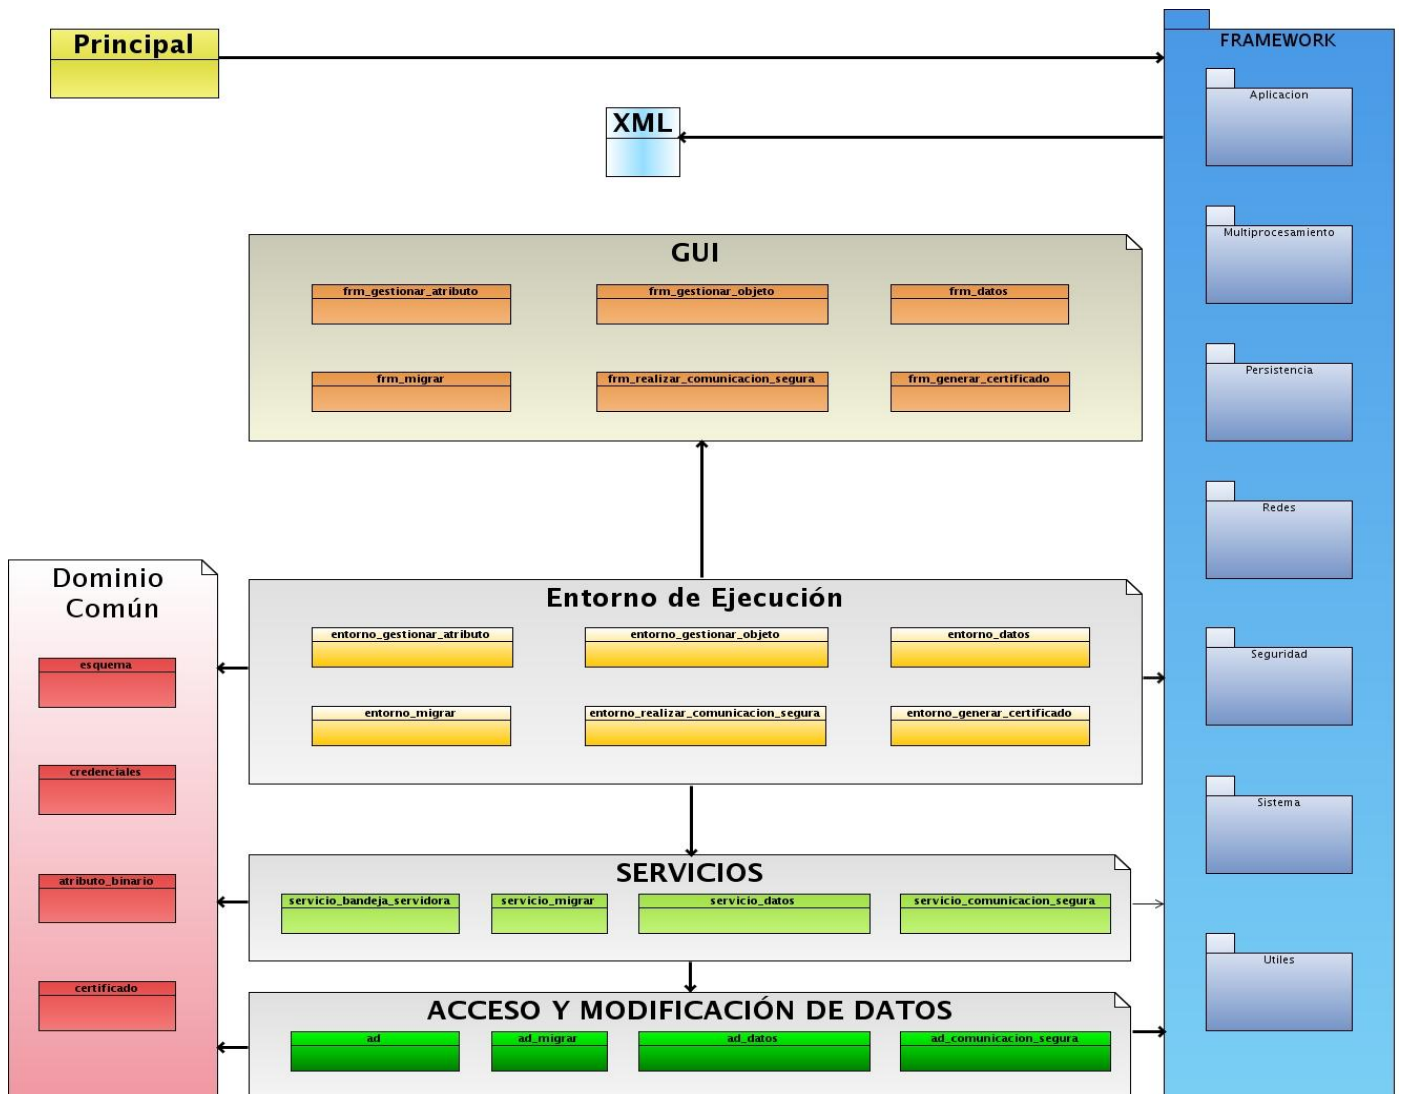 Principal
FRAMEWORK
Aplicacion
XML
Multiprocesamiento
GUI
frm_gestionar_atributo
frm_gestionar_objeto
frm_datos
frm_migrar
frm_realizar_comunicacion_segura
frm_generar_certificado
Persistencia
Redes
Dominio
Común
esquema
credenciales
atributo_binario
certificado
Entorno de Ejecución
entorno_gestionar_atributo
entorno_gestionar_objeto
entorno_datos
entorno_migrar
entorno_realizar_comunicacion_segura
entorno_generar_certificado
Seguridad
Sistema
SERVICIOS
servicio_bandeja_servidora
servicio_migrar
servicio_datos
servicio_comunicacion_segura
Utiles
ACCESO Y MODIFICACIÓN DE DATOS
ad
ad_migrar
ad_datos
ad_comunicacion_segura